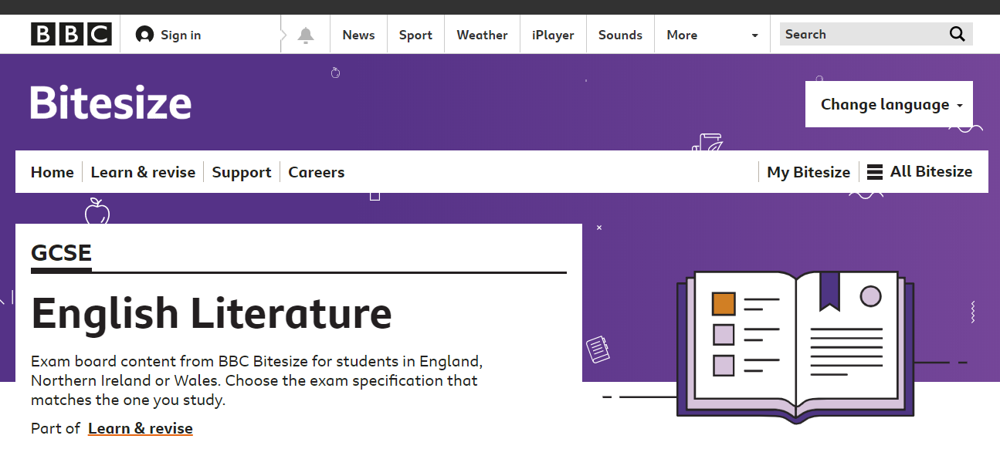 BBC Sign in News Sport Weather iPlayer Sounds More Search
Bitesize
Change language
Home Learn & revise Support Careers My Bitesize All Bitesize
GCSE
English Literature
Exam board content from BBC Bitesize for students in England,
Northern Ireland or Wales. Choose the exam specification that
matches the one you study.
Part of Learn & revise